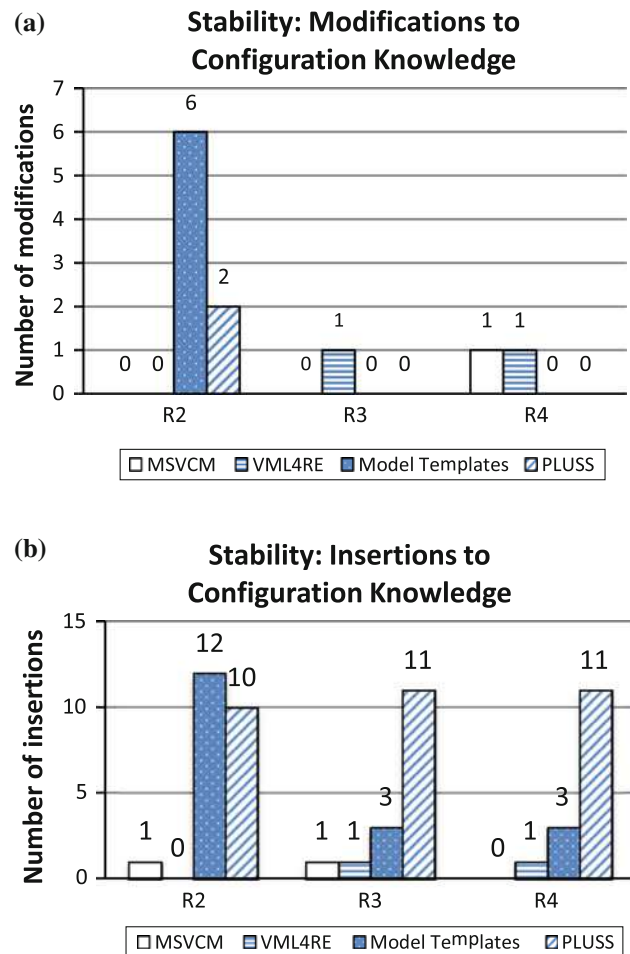 (a)
Stability: Modifications to
Configuration Knowledge
Number of modifications
7
6
5
4
3
2
1
0
0 0 6 2
0 1 0 0
1 1 0 0
R2 R3 R4
MSVCM VML4RE Model Templates PLUSS
(b)
Stability: Insertions to
Configuration Knowledge
Number of insertions
15
10
5
0
1 0 12 10
1 1 3 11
0 1 3 11
R2 R3 R4
MSVCM VML4RE Model Templates PLUSS